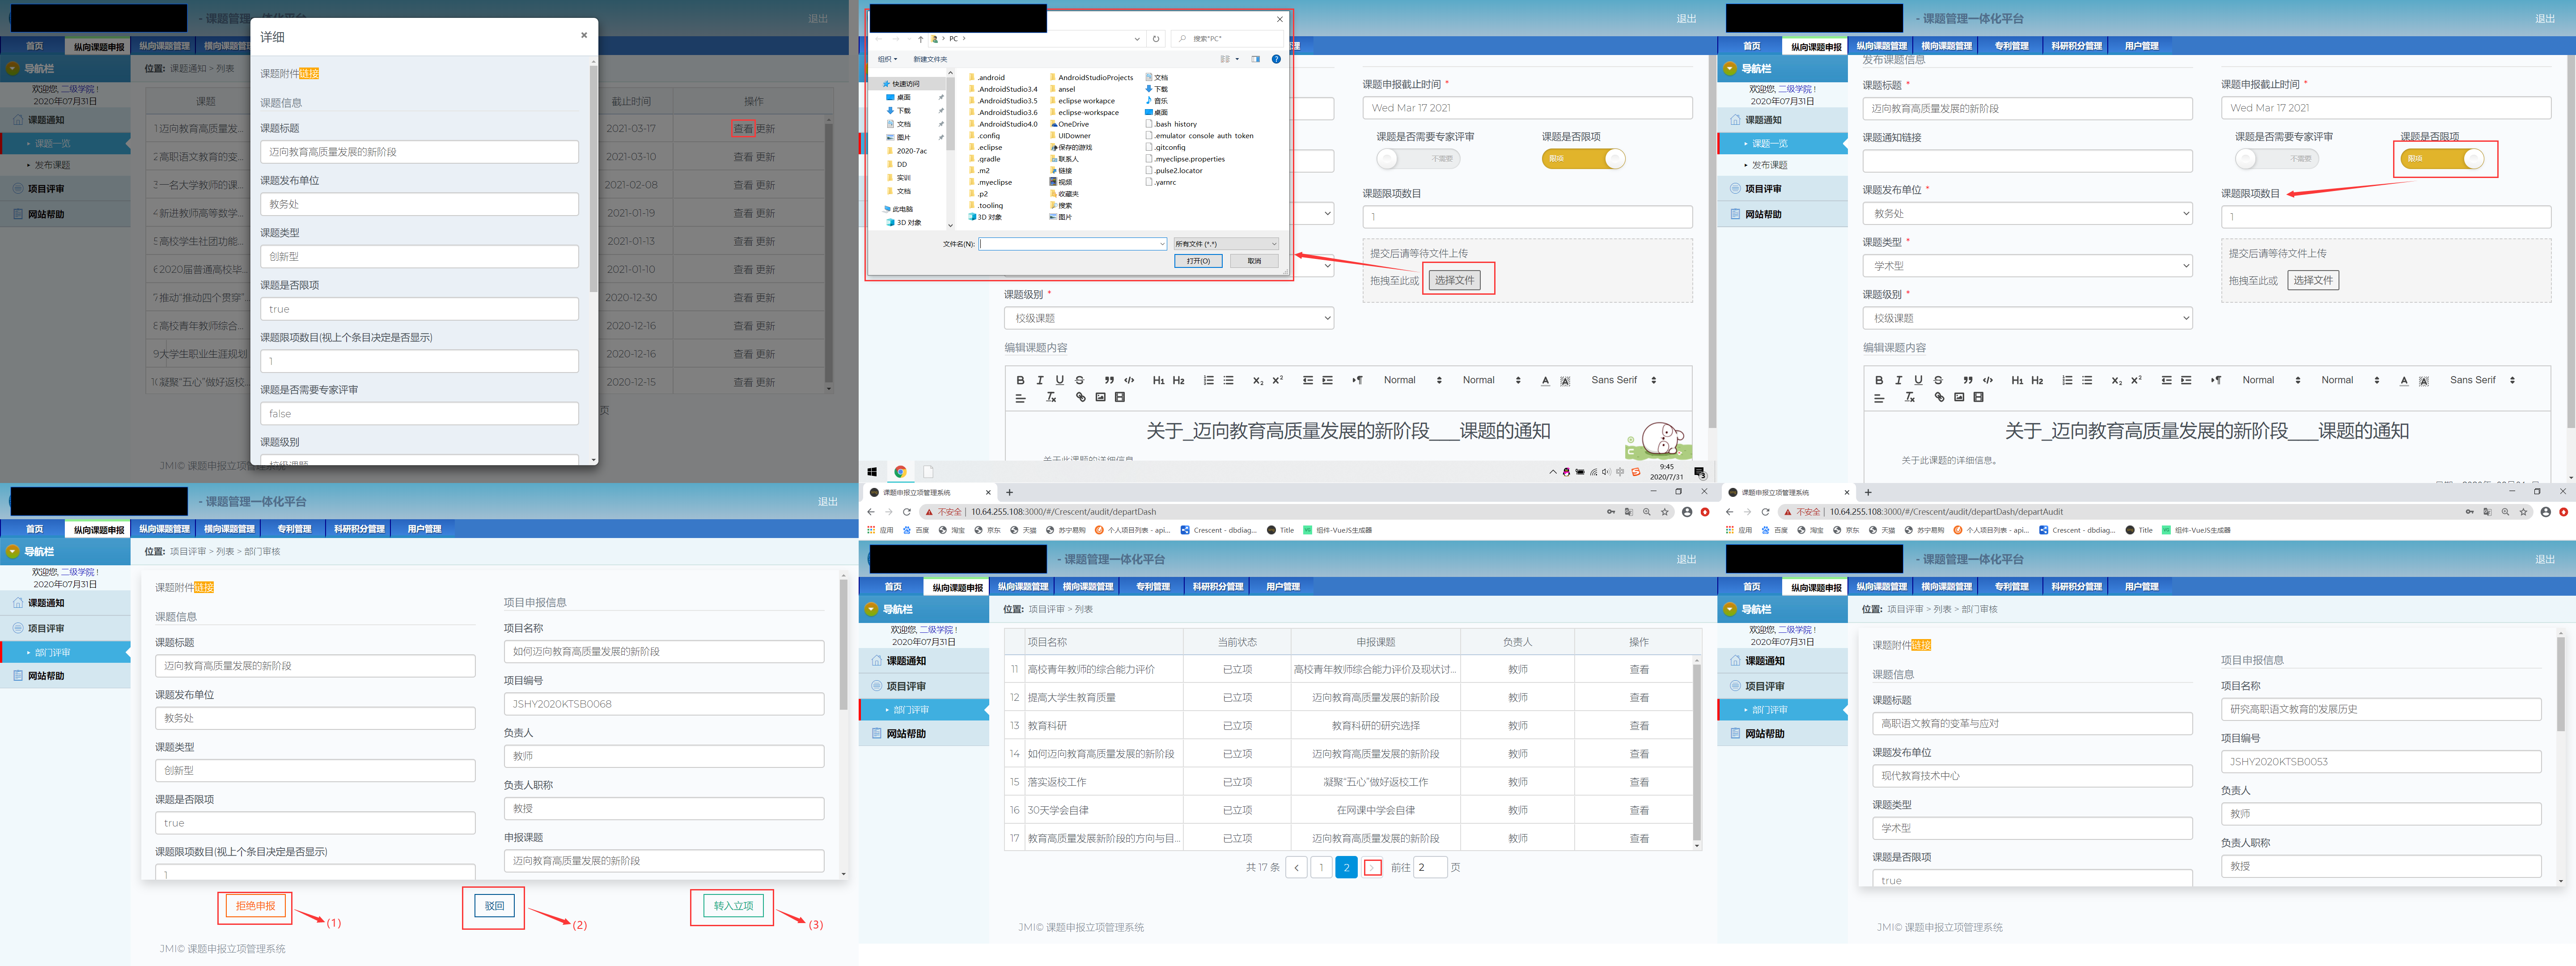 - 课题管理一体化平台
退出
首页 纵向课题申报 纵向课题管理 横向课题管
导航栏
欢迎您, 二级学院 !
2020年07月31日
课题通知
课题一览
发布课题
项目评审
网站帮助
位置: 课题通知 > 列表
课题 截止时间 操作
1 迈向教育高质量发... 2021-03-17 查看 更新
2 高职语文教育的变... 2021-03-10 查看 更新
3 一名大学教师的课... 2021-02-08 查看 更新
4 新进教师高等数学... 2021-01-19 查看 更新
5 高校学生社团功能... 2021-01-13 查看 更新
6 2020届普通高校毕... 2021-01-10 查看 更新
7 推动“推动四个贯穿”... 2020-12-30 查看 更新
8 高校青年教师综合... 2020-12-16 查看 更新
9 大学生职业生涯规划 2020-12-16 查看 更新
10 凝聚“五心”做好返校... 2020-12-15 查看 更新
页
JMI© 课题申报立项管理系统
详细 ×
课题附件链接
课题信息
课题标题
迈向教育高质量发展的新阶段
课题发布单位
教务处
课题类型
创新型
课题是否限项
true
课题限项数目(视上个条目决定是否显示)
1
课题是否需要专家评审
false
课题级别
校级课题
退出
PC
搜索"PC"
组织 新建文件夹
快速访问
桌面
下载
文档
图片
2020-7ac
DD
实训
文档
此电脑
3D 对象
.android
.AndroidStudio3.4
.AndroidStudio3.5
.AndroidStudio3.6
.AndroidStudio4.0
.config
.eclipse
.gradle
.m2
.myeclipse
.p2
.tooling
3D 对象
AndroidStudioProjects
ansel
eclipse workapce
eclipse-workspace
OneDrive
UIDowner
保存的游戏
联系人
链接
视频
收藏夹
搜索
图片
文档
下载
音乐
桌面
.bash_history
.emulator_console_auth_token
.gitconfig
.myeclipse.properties
.pulse2.locator
.yarnrc
文件名(N):
所有文件 (*.*)
打开(O) 取消
课题申报截止时间 *
Wed Mar 17 2021
课题是否需要专家评审 课题是否限项
不需要 限项
课题限项数目
1
提交后请等待文件上传
拖拽至此或 选择文件
课题级别 *
校级课题
编辑课题内容
Normal Normal Sans Serif
关于_迈向教育高质量发展的新阶段___课题的通知
关于此课题的详细信息
9:45
2020/7/31
- 课题管理一体化平台
退出
首页 纵向课题申报 纵向课题管理 横向课题管理 专利管理 科研积分管理 用户管理
导航栏
欢迎您, 二级学院 !
2020年07月31日
课题通知
课题一览
发布课题
项目评审
网站帮助
发布课题信息
课题标题 *
迈向教育高质量发展的新阶段
课题通知链接
课题发布单位 *
教务处
课题类型 *
学术型
课题级别 *
校级课题
课题申报截止时间 *
Wed Mar 17 2021
课题是否需要专家评审 课题是否限项
不需要 限项
课题限项数目
1
提交后请等待文件上传
拖拽至此或 选择文件
编辑课题内容
Normal Normal Sans Serif
关于_迈向教育高质量发展的新阶段___课题的通知
关于此课题的详细信息。
- 课题管理一体化平台
退出
首页 纵向课题申报 纵向课题管理 横向课题管理 专利管理 科研积分管理 用户管理
导航栏
欢迎您, 二级学院 !
2020年07月31日
课题通知
项目评审
部门评审
网站帮助
位置: 项目评审 > 列表 > 部门审核
课题附件链接
课题信息
课题标题
迈向教育高质量发展的新阶段
课题发布单位
教务处
课题类型
创新型
课题是否限项
true
课题限项数目(视上个条目决定是否显示)
1
项目申报信息
项目名称
如何迈向教育高质量发展的新阶段
项目编号
JSHY2020KTSB0068
负责人
教师
负责人职称
教授
申报课题
迈向教育高质量发展的新阶段
拒绝申报 (1)
驳回 (2)
转入立项 (3)
JMI© 课题申报立项管理系统
课题申报立项管理系统
不安全 | 10.64.255.108:3000/#/Crescent/audit/departDash
应用 百度 淘宝 京东 天猫 苏宁易购 个人项目列表 - api... Crescent - dbdiag... Title 组件-VueJS生成器
- 课题管理一体化平台
退出
首页 纵向课题申报 纵向课题管理 横向课题管理 专利管理 科研积分管理 用户管理
导航栏
欢迎您, 二级学院 !
2020年07月31日
课题通知
项目评审
部门评审
网站帮助
位置: 项目评审 > 列表
项目名称 当前状态 申报课题 负责人 操作
11 高校青年教师的综合能力评价 已立项 高校青年教师综合能力评价及现状讨... 教师 查看
12 提高大学生教育质量 已立项 迈向教育高质量发展的新阶段 教师 查看
13 教育科研 已立项 教育科研的研究选择 教师 查看
14 如何迈向教育高质量发展的新阶段 已立项 迈向教育高质量发展的新阶段 教师 查看
15 落实返校工作 已立项 凝聚“五心”做好返校工作 教师 查看
16 30天学会自律 已立项 在网课中学会自律 教师 查看
17 教育高质量发展新阶段的方向与目... 已立项 迈向教育高质量发展的新阶段 教师 查看
共 17 条 < 1 2 > 前往 2 页
JMI© 课题申报立项管理系统
课题申报立项管理系统
不安全 | 10.64.255.108:3000/#/Crescent/audit/departDash/departAudit
应用 百度 淘宝 京东 天猫 苏宁易购 个人项目列表 - api... Crescent - dbdiag... Title 组件-VueJS生成器
- 课题管理一体化平台
退出
首页 纵向课题申报 纵向课题管理 横向课题管理 专利管理 科研积分管理 用户管理
导航栏
欢迎您, 二级学院 !
2020年07月31日
课题通知
项目评审
部门评审
网站帮助
位置: 项目评审 > 列表 > 部门审核
课题附件链接
课题信息
课题标题
高职语文教育的变革与应对
课题发布单位
现代教育技术中心
课题类型
学术型
课题是否限项
true
项目申报信息
项目名称
研究高职语文教育的发展历史
项目编号
JSHY2020KTSB0053
负责人
教师
负责人职称
教授
JMI© 课题申报立项管理系统